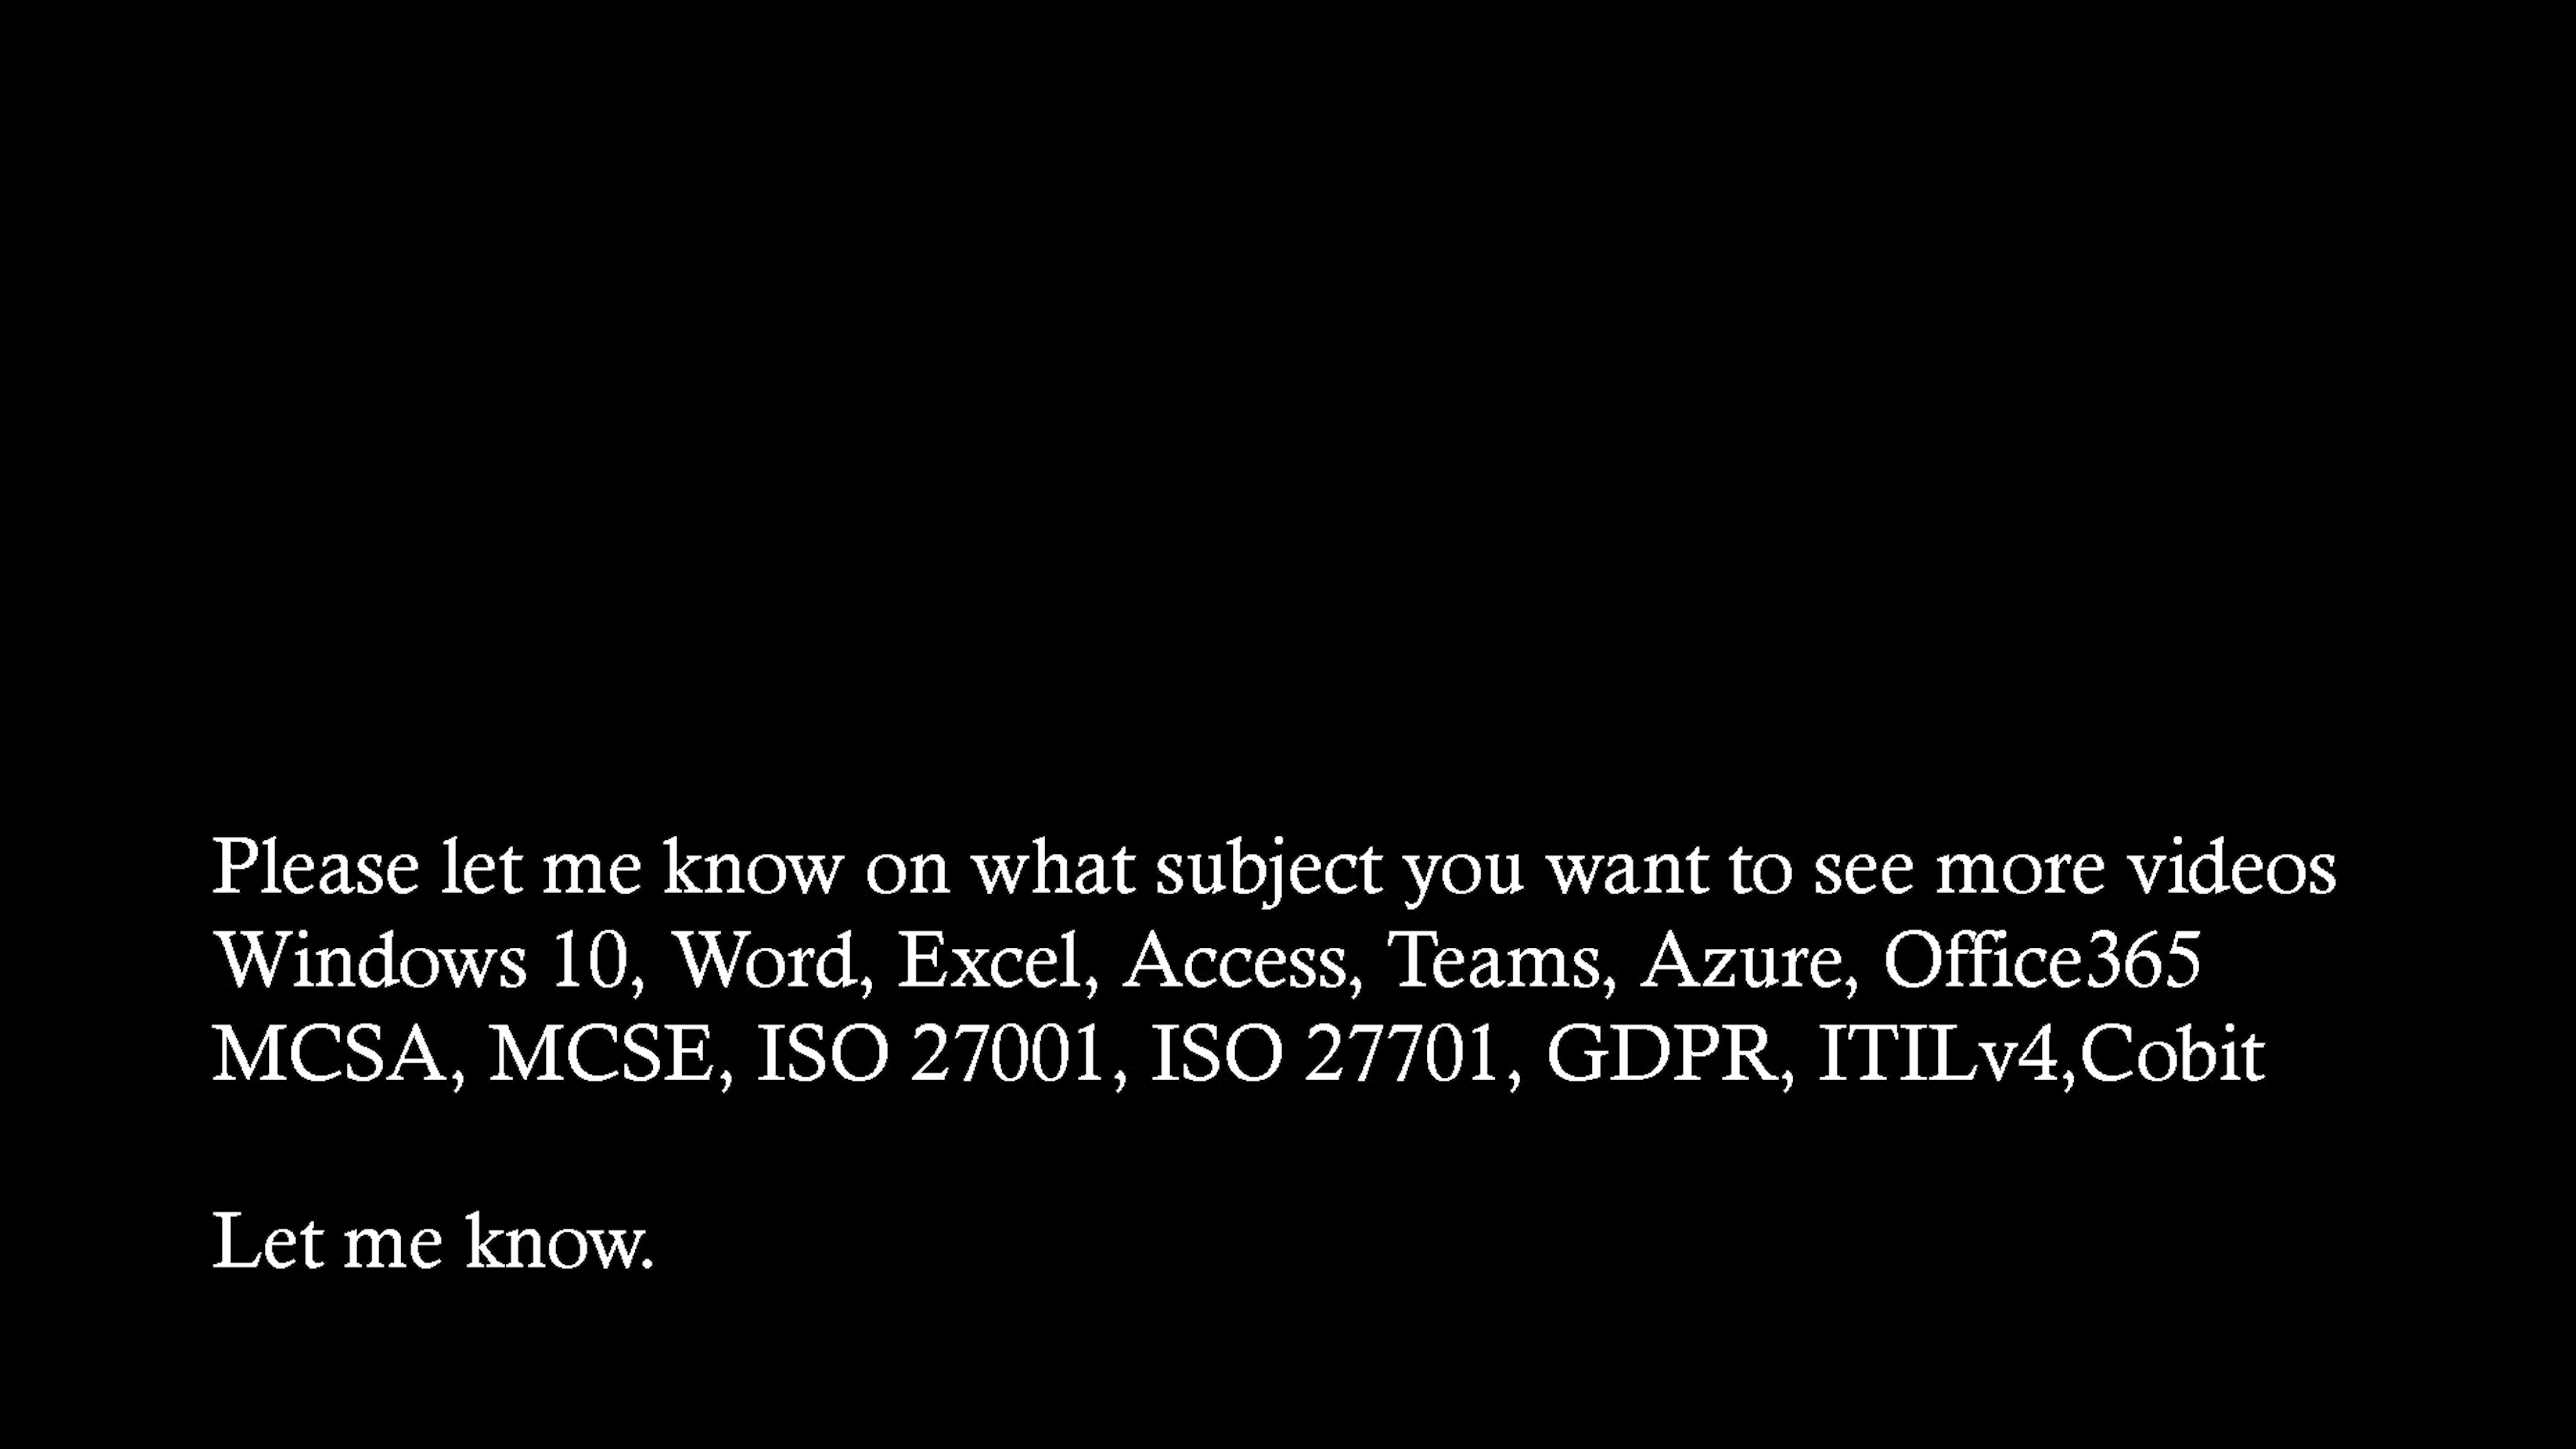 Please let me know on what subject you want to see more videos
Windows 10, Word, Excel, Access, Teams, Azure, Office365
MCSA, MCSE, ISO 27001, ISO 27701, GDPR, ITILv4,Cobit
Let me know.